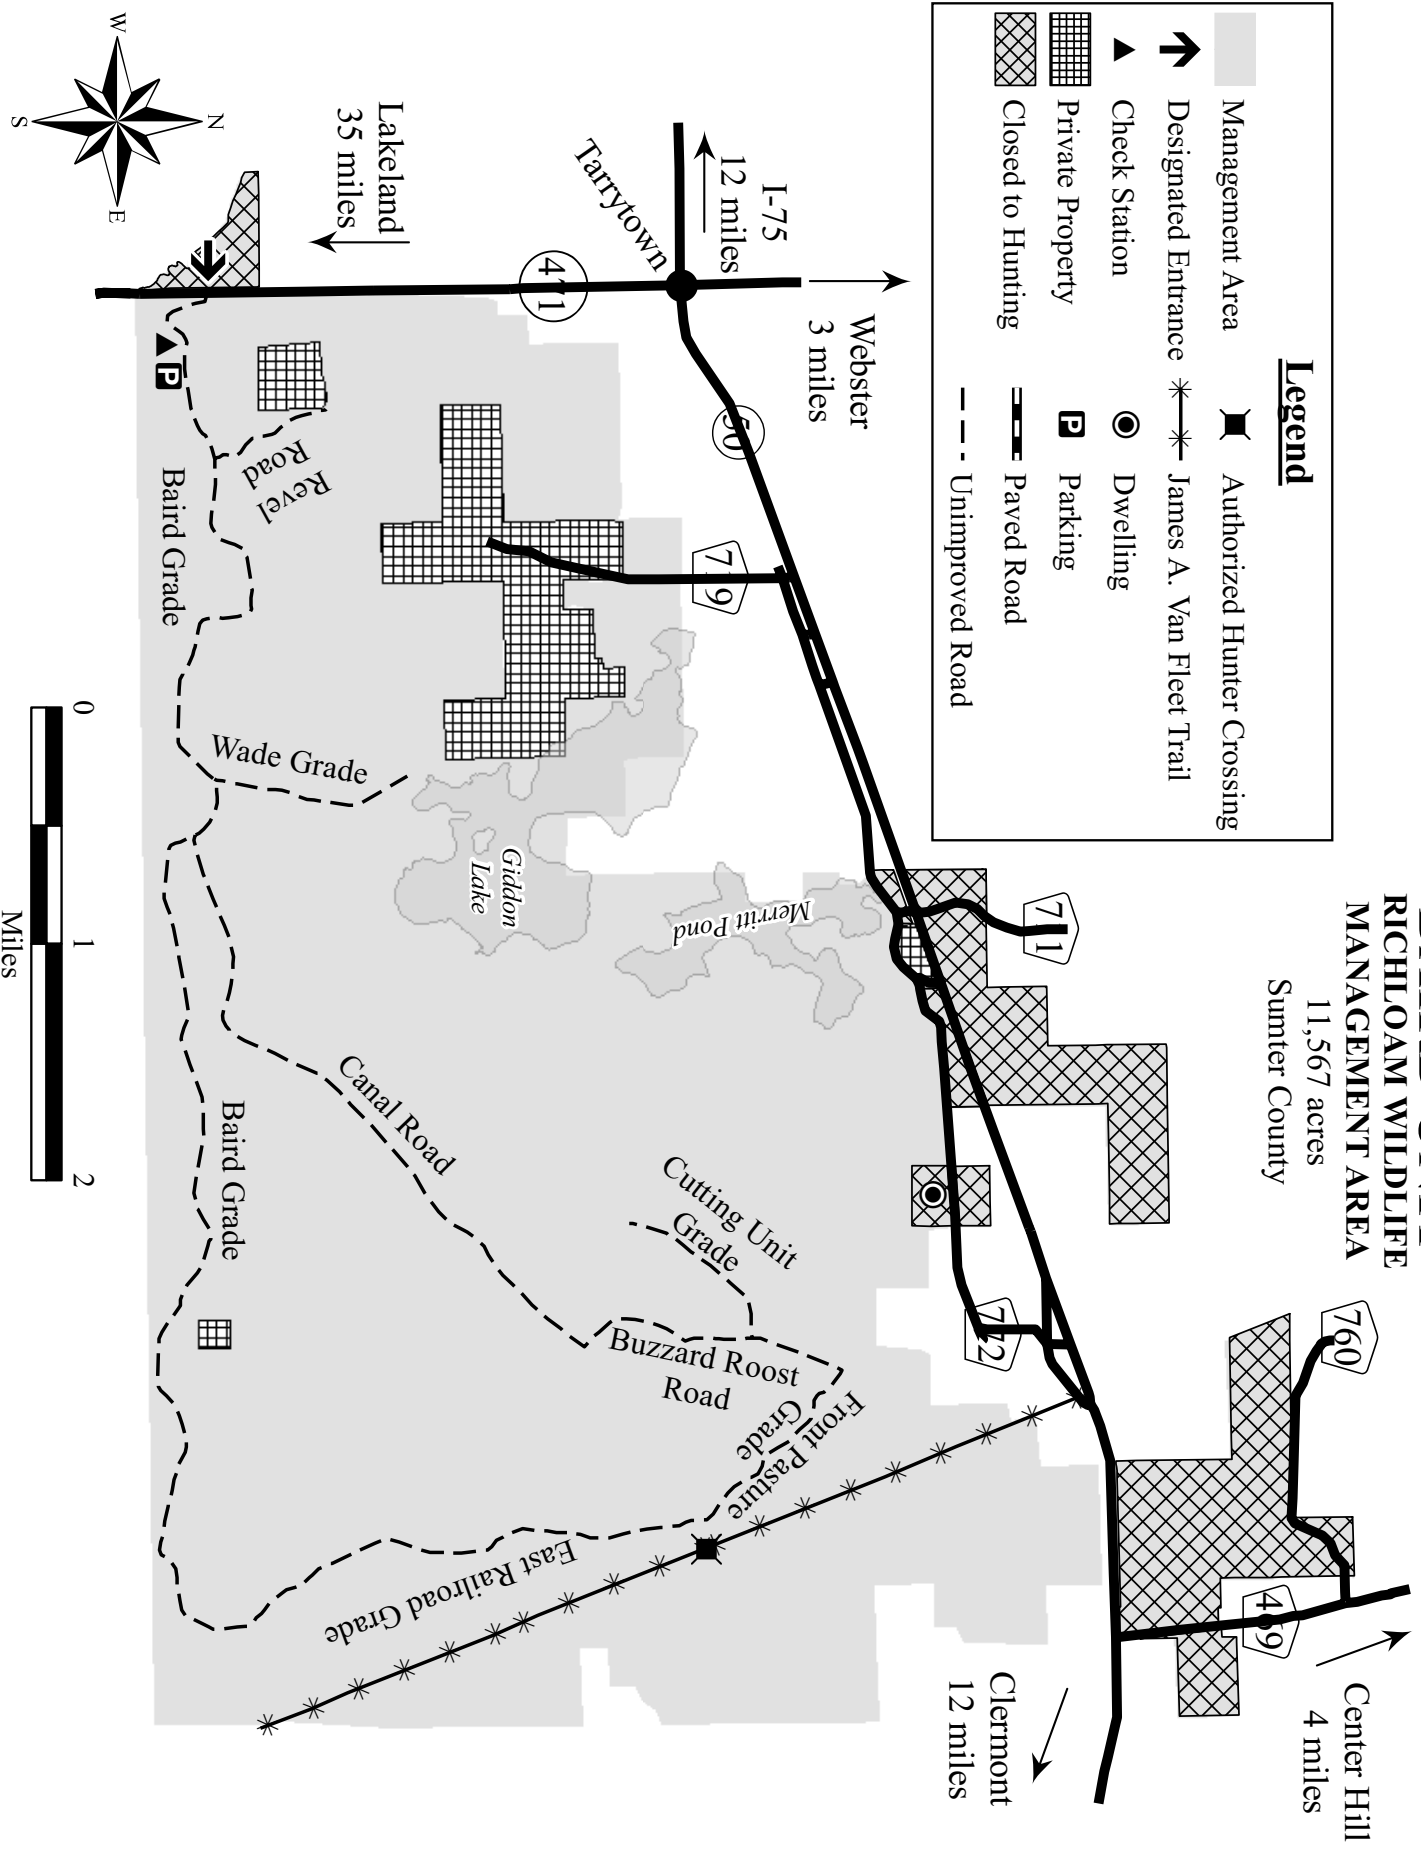 RICHLOAM WILDLIFE
MANAGEMENT AREA
11,567 acres
Sumter County
Legend
Management Area
Designated Entrance
Check Station
Private Property
Closed to Hunting
Authorized Hunter Crossing
James A. Van Fleet Trail
Dwelling
P
Parking
Paved Road
Unimproved Road
Webster
3 miles
I-75
12 miles
Tarrytown
Lakeland
35 miles
471
50
719
711
772
760
469
Center Hill
4 miles
Clermont
12 miles
Merritt Pond
Giddon
Lake
Cutting Unit
Grade
Buzzard Roost
Road
Front Pasture
Grade
East Railroad Grade
Canal Road
Wade Grade
Revel
Road
Baird Grade
Baird Grade
P
N
W
E
S
0
1
2
Miles